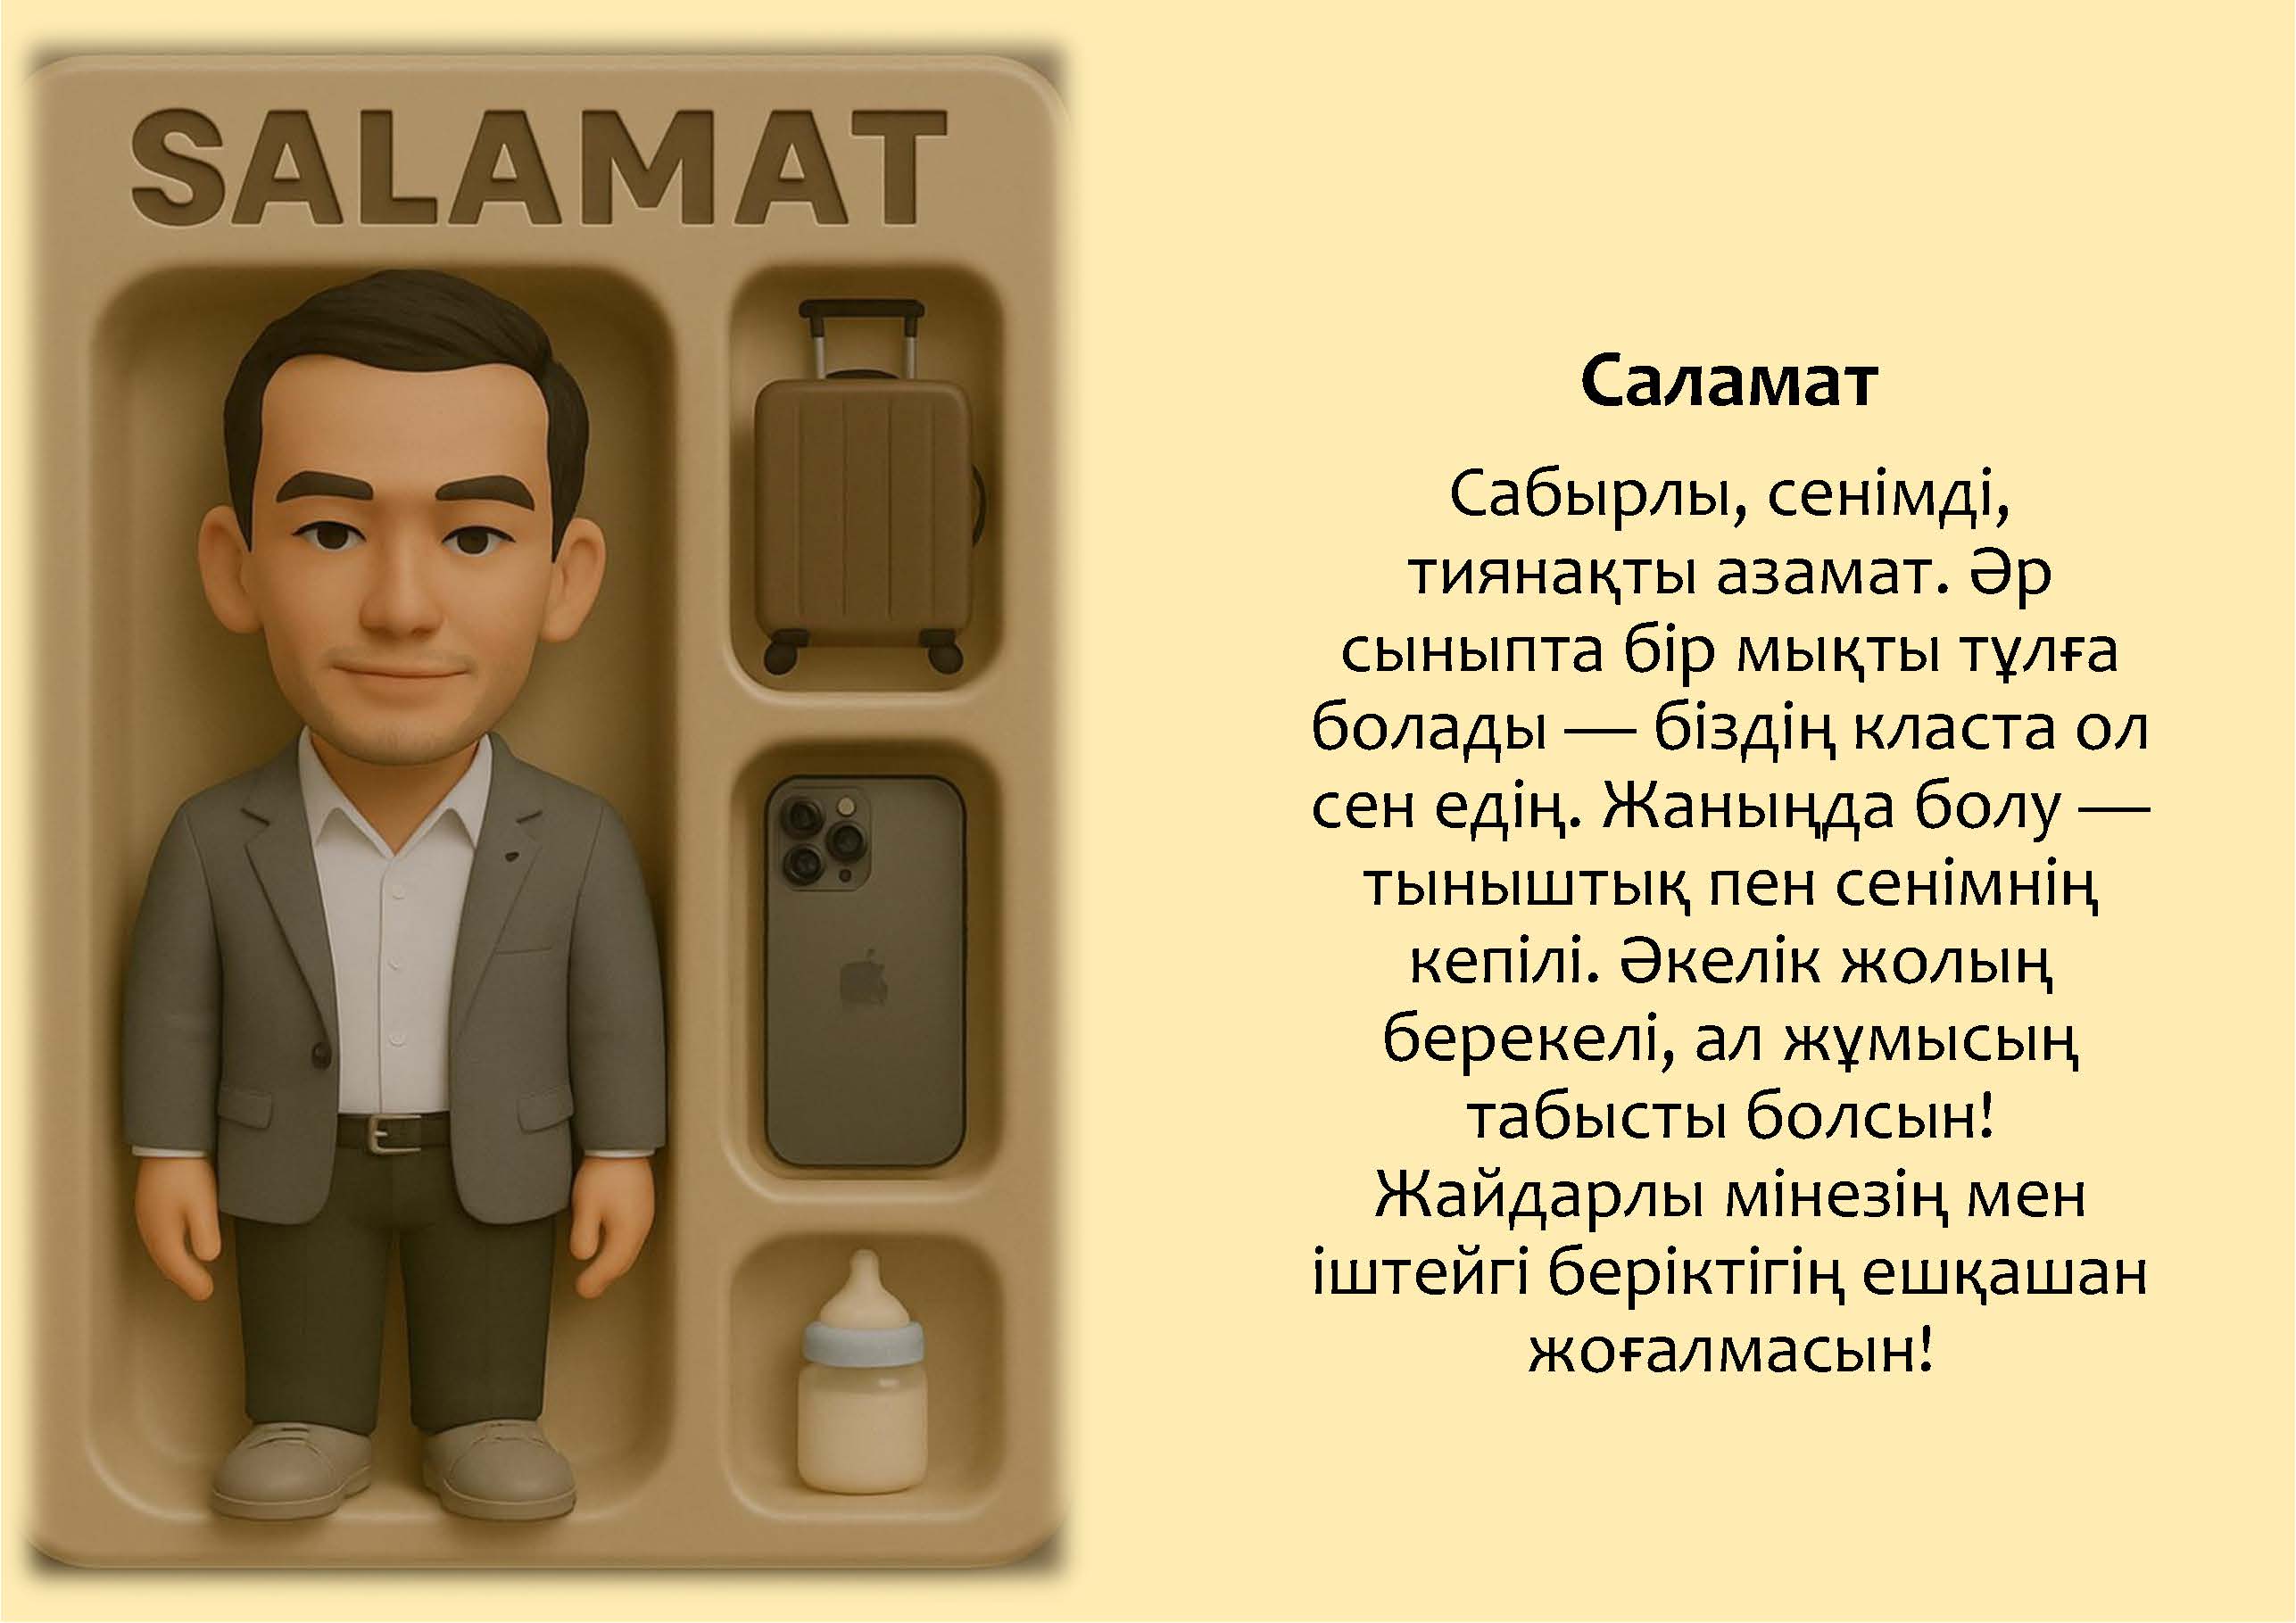 SALAMAT
Саламат
Сабырлы, сенімді,
тиянақты азамат. Әр
сыныпта бір мықты тұлға
болады — біздің класта ол
сен едің. Жаныңда болу —
тыныштық пен сенімнің
кепілі. Әкелік жолың
берекелі, ал жұмысың
табысты болсын!
Жайдарлы мінезің мен
іштейгі беріктігің ешқашан
жоғалмасын!